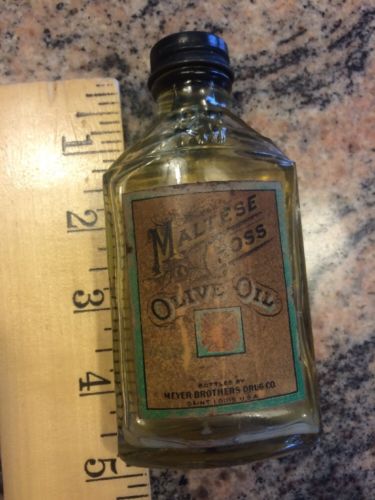 1
2
3
4
5
MALTESE
CROSS
OLIVE OIL
BOTTLED BY
MEYER BROTHERS DRUG CO.
SAINT LOUIS U.S.A.